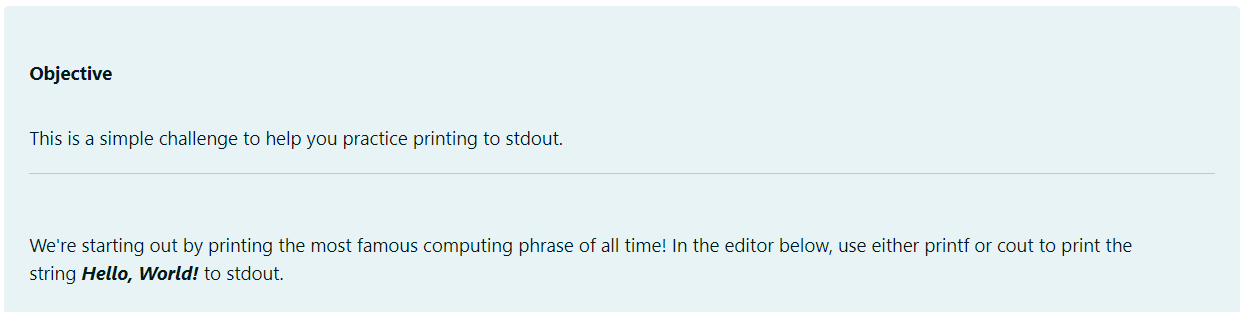 Objective
This is a simple challenge to help you practice printing to stdout.
We're starting out by printing the most famous computing phrase of all time! In the editor below, use either printf or cout to print the
string Hello, World! to stdout.